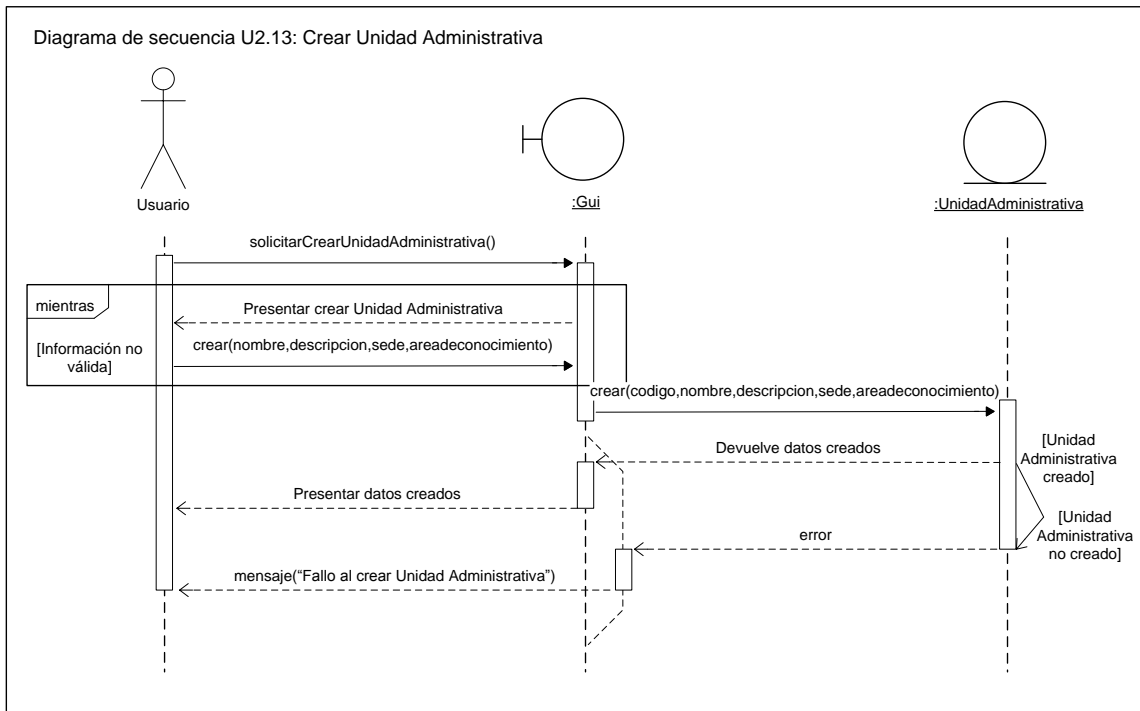 Diagrama de secuencia U2.13: Crear Unidad Administrativa
Usuario
:Gui
:UnidadAdministrativa
solicitarCrearUnidadAdministrativa()
mientras
Presentar crear Unidad Administrativa
[Información no
válida]
crear(nombre,descripcion,sede,areadeconocimiento)
crear(codigo,nombre,descripcion,sede,areadeconocimiento)
Devuelve datos creados
[Unidad
Administrativa
creado]
Presentar datos creados
[Unidad
Administrativa
no creado]
error
mensaje(“Fallo al crear Unidad Administrativa”)